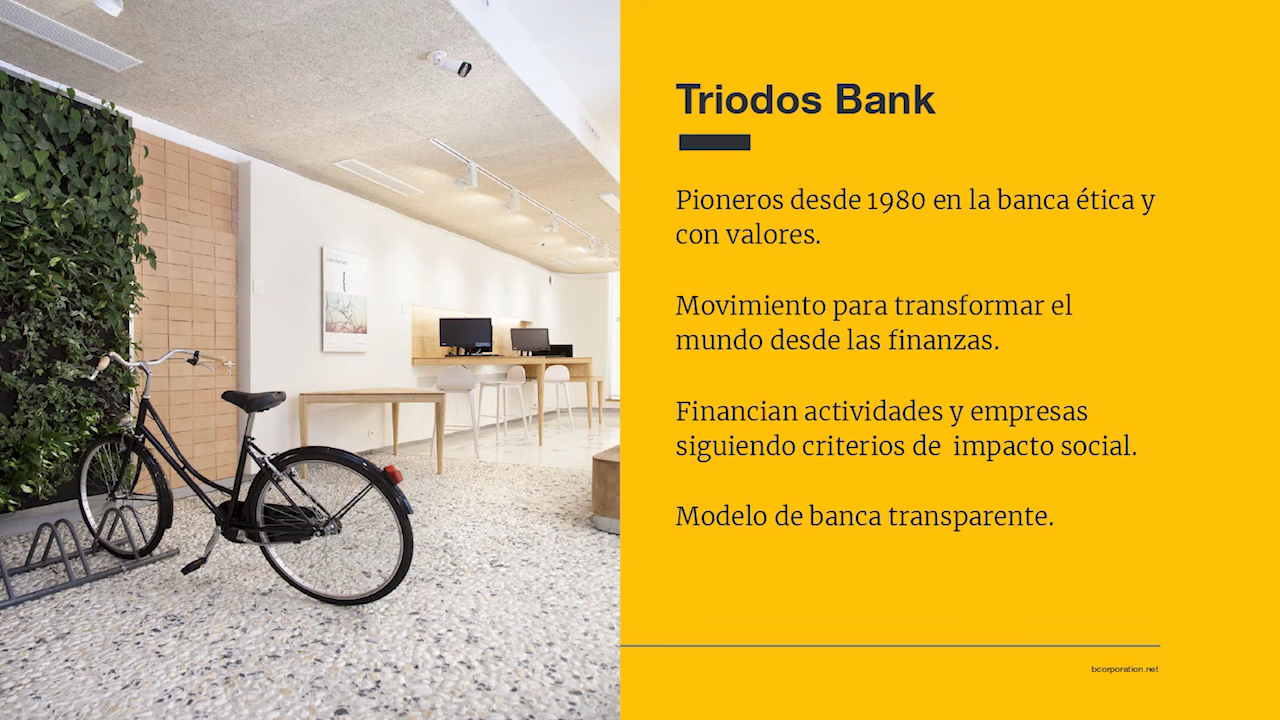 Triodos Bank
Pioneros desde 1980 en la banca ética y
con valores.
Movimiento para transformar el
mundo desde las finanzas.
Financian actividades y empresas
siguiendo criterios de  impacto social.
Modelo de banca transparente.
bcorporation.net